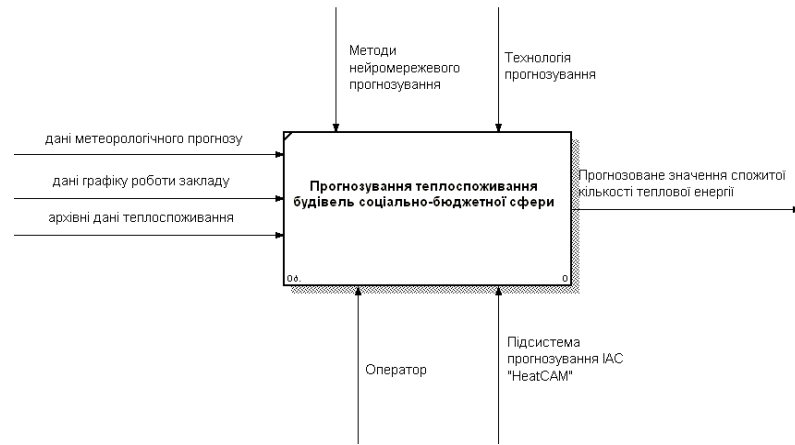 Методи
нейромережевого
прогнозування
Технологія
прогнозування
дані метеорологічного прогнозу
дані графіку роботи закладу
архівні дані теплоспоживання
Прогнозування теплоспоживання
будівель соціально-бюджетної сфери
0б.
0
Прогнозоване значення спожитої
кількості теплової енергії
Оператор
Підсистема
прогнозування ІАС
"HeatCAM"